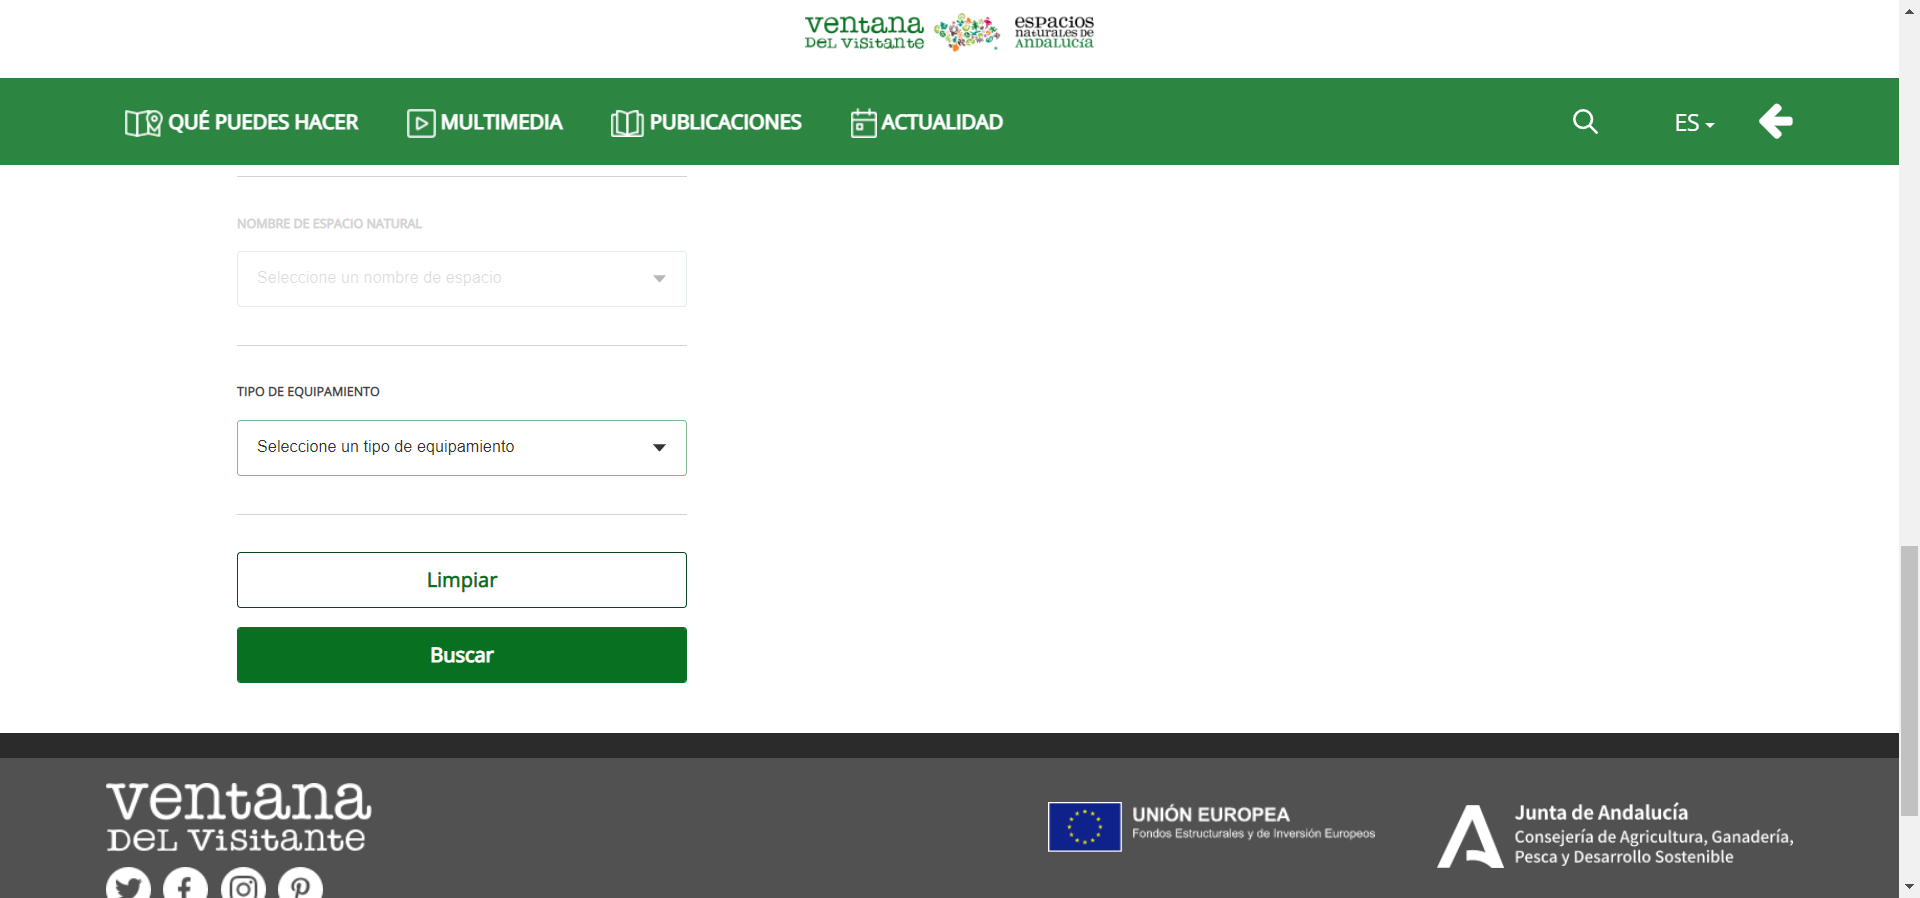 ventana
DEL VISITANTE
ESPACIOS
NATURALES DE
ANDALUCÍA
QUÉ PUEDES HACER
MULTIMEDIA
PUBLICACIONES
ACTUALIDAD
ES
NOMBRE DE ESPACIO NATURAL
Seleccione un nombre de espacio
TIPO DE EQUIPAMIENTO
Seleccione un tipo de equipamiento
Limpiar
Buscar
ventana
DEL VISITANTE
UNIÓN EUROPEA
Fondos Estructurales y de Inversión Europeos
Junta de Andalucía
Consejería de Agricultura, Ganadería,
Pesca y Desarrollo Sostenible